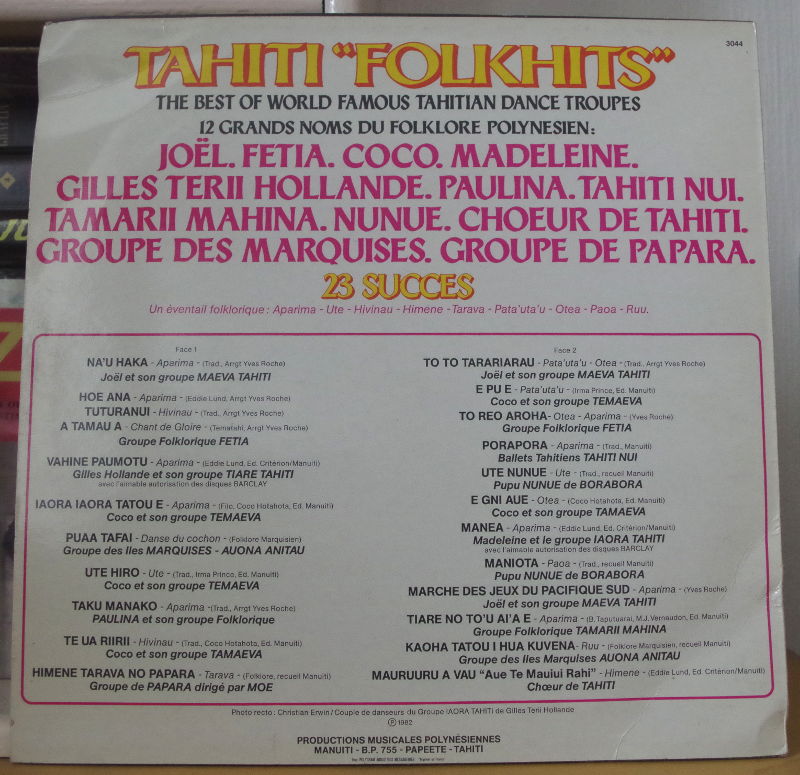 3044
TAHITI "FOLKHITS"
THE BEST OF WORLD FAMOUS TAHITIAN DANCE TROUPES
12 GRANDS NOMS DU FOLKLORE POLYNESIEN:
JOËL. FETIA. COCO. MADELEINE.
GILLES TERII HOLLANDE. PAULINA. TAHITI NUI.
TAMARII MAHINA. NUNUE. CHOEUR DE TAHITI.
GROUPE DES MARQUISES. GROUPE DE PAPARA.
23 SUCCES
Un èventail folklorique : Aparima - Ute - Hivinau - Himene - Tarava - Pata'uta'u - Otea - Paoa - Ruu.
Face 1
NA'U HAKA - Aparima - (Trad., Arrgt Yves Roche)
Joël et son groupe MAEVA TAHITI
HOE ANA - Aparima - (Eddie Lund, Arrgt Yves Roche)
TUTURANUI - Hivinau - (Trad., Arrgt Yves Roche)
A TAMAU A - Chant de Gloire - (Tematahi, Arrgt Yves Roche)
Groupe Folklorique FETIA
VAHINE PAUMOTU - Aparima - (Eddie Lund, Ed. Critérion/Manuiti)
Gilles Hollande et son groupe TIARE TAHITI
avec l'aimable autorisation des disques BARCLAY
IAORA IAORA TATOU E - Aparima - (Filo, Coco Hotahota, Ed. Manuiti)
Coco et son groupe TEMAEVA
PUAA TAFAI - Danse du cochon - (Folklore Marquisien)
Groupe des Iles MARQUISES - AUONA ANITAU
UTE HIRO - Ute - (Trad., Irma Prince, Ed. Manuiti)
Coco et son groupe TEMAEVA
TAKU MANAKO - Aparima - (Trad., Arrgt Yves Roche)
PAULINA et son groupe Folklorique
TE UA RIIRII - Hivinau - (Trad., Coco Hotahota, Ed. Manuiti)
Coco et son groupe TAMAEVA
HIMENE TARAVA NO PAPARA - Tarava - (Folklore, recueil Manuiti)
Groupe de PAPARA dirigé par MOE
Face 2
TO TO TARARIARAU - Pata'uta'u - Otea - (Trad., Arrgt Yves Roche)
Joël et son groupe MAEVA TAHITI
E PU E - Pata'uta'u - (Irma Prince, Ed. Manuiti)
Coco et son groupe TEMAEVA
TO REO AROHA - Otea - Aparima - (Yves Roche)
Groupe Folklorique FETIA
PORAPORA - Aparima - (Trad., Manuiti)
Ballets Tahitiens TAHITI NUI
UTE NUNUE - Ute - (Trad., recueil Manuiti)
Pupu NUNUE de BORABORA
E GNI AUE - Otea - (Coco Hotahota, Ed. Manuiti)
Coco et son groupe TAMAEVA
MANEA - Aparima - (Eddie Lund, Ed. Critérion/Manuiti)
Madeleine et le groupe IAORA TAHITI
avec l'aimable autorisation des disques BARCLAY
MANIOTA - Paoa - (Trad., recueil Manuiti)
Pupu NUNUE de BORABORA
MARCHE DES JEUX DU PACIFIQUE SUD - Aparima - (Yves Roche)
Joël et son groupe MAEVA TAHITI
TIARE NO TO'U AI'A E - Aparima - (B. Taputuarai, M.J. Vernaudon, Ed. Manuiti)
Groupe Folklorique TAMARII MAHINA
KAOHA TATOU I HUA KUVENA - Ruu - (Folklore Marquisien, recueil Manuiti)
Groupe des Iles Marquises AUONA ANITAU
MAURUURU A VAU "Aue Te Mauiui Rahi" - Himene - (Eddie Lund, Ed. Critérion/Manuiti)
Chœur de TAHITI
Photo recto : Christian Erwin / Couple de danseurs du Groupe IAORA TAHITI de Gilles Terii Hollande
Ⓟ 1982
PRODUCTIONS MUSICALES POLYNÉSIENNES
MANUITI - B.P. 755 - PAPEETE - TAHITI